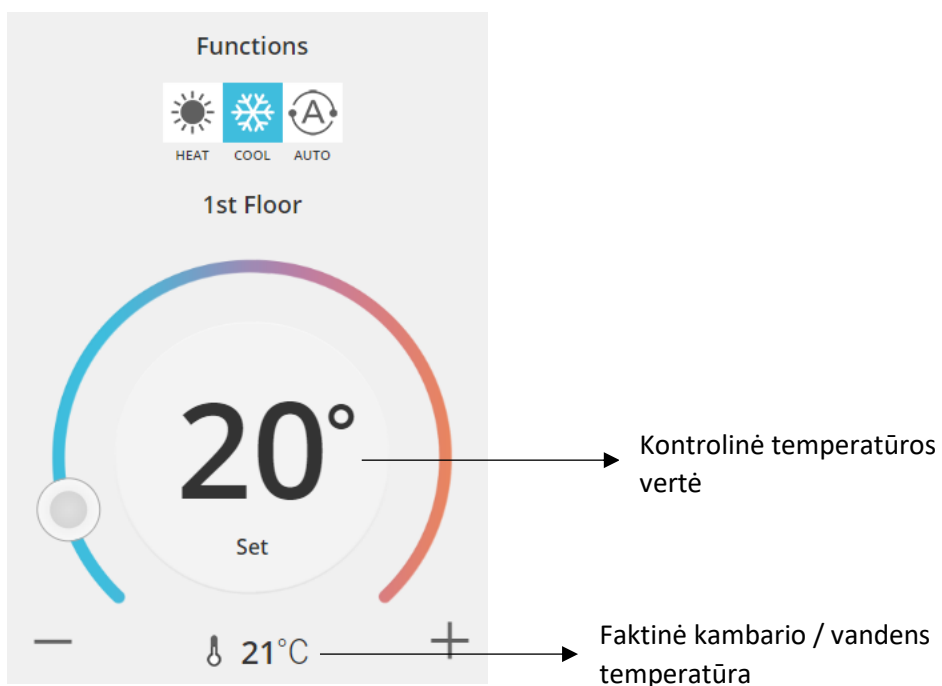 Functions
HEAT COOL AUTO
1st Floor
20°
Set
Kontrolinė temperatūros
vertė
21°C
Faktinė kambario / vandens
temperatūra